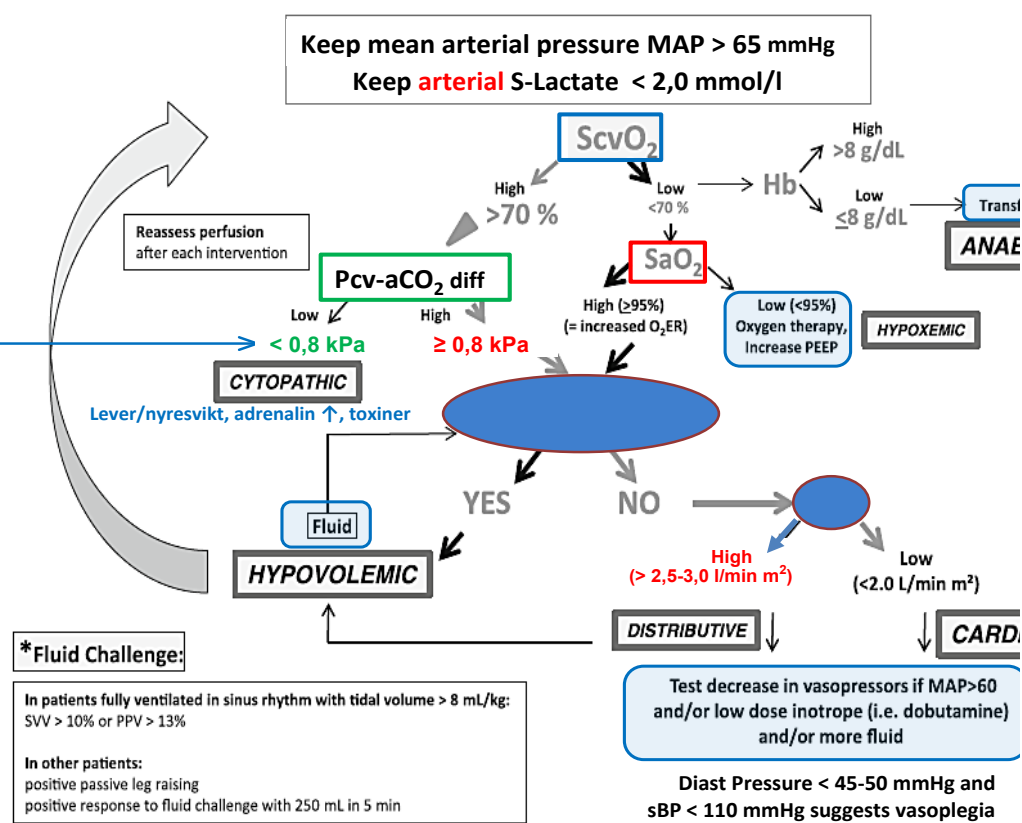 Keep mean arterial pressure MAP > 65 mmHg
Keep arterial S-Lactate < 2,0 mmol/l
ScvO₂
High
>70 %
Low
<70 %
Hb
High
>8 g/dL
Low
≤8 g/dL
Transf
ANAE
Reassess perfusion
after each intervention
Pcv-aCO₂ diff
SaO₂
Low
< 0,8 kPa
High
≥ 0,8 kPa
High (≥95%)
(= increased O₂ER)
Low (<95%)
Oxygen therapy,
Increase PEEP
HYPOXEMIC
CYTOPATHIC
Lever/nyresvikt, adrenalin ↑, toxiner
YES
NO
Fluid
HYPOVOLEMIC
High
(> 2,5-3,0 l/min m²)
Low
(<2.0 L/min m²)
DISTRIBUTIVE
CARDI
*Fluid Challenge:
In patients fully ventilated in sinus rhythm with tidal volume > 8 mL/kg:
SVV > 10% or PPV > 13%
In other patients:
positive passive leg raising
positive response to fluid challenge with 250 mL in 5 min
Test decrease in vasopressors if MAP>60
and/or low dose inotrope (i.e. dobutamine)
and/or more fluid
Diast Pressure < 45-50 mmHg and
sBP < 110 mmHg suggests vasoplegia